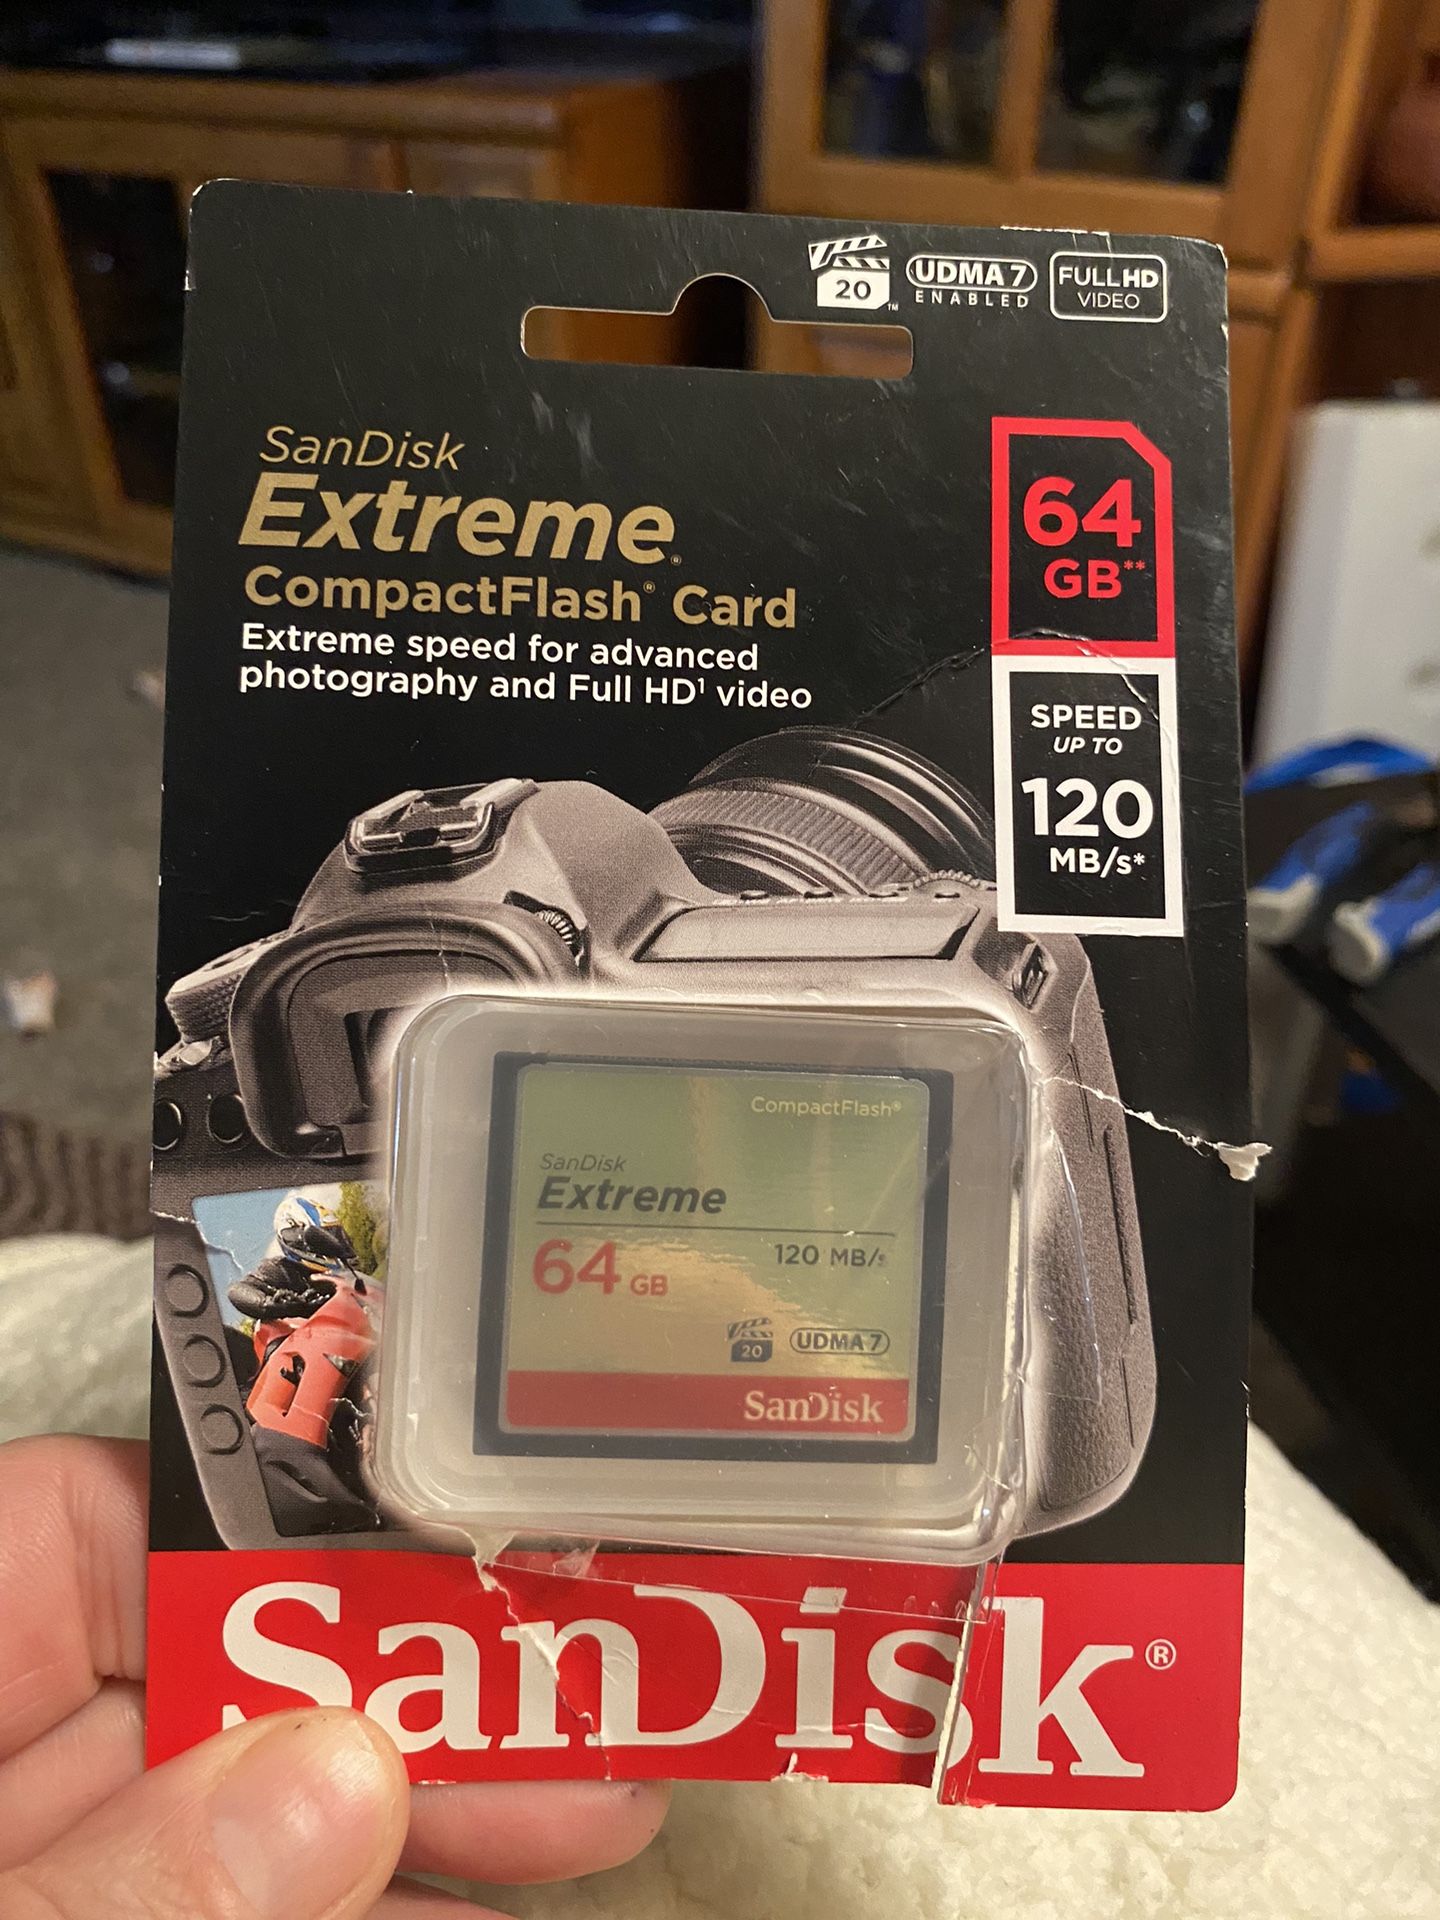 20™
UDMA 7
ENABLED
FULL HD
VIDEO
SanDisk
Extreme®
CompactFlash® Card
Extreme speed for advanced
photography and Full HD¹ video
64
GB**
SPEED
UP TO
120
MB/s*
CompactFlash®
SanDisk
Extreme
64 GB
120 MB/s
20
UDMA 7
SanDisk
SanDisk®